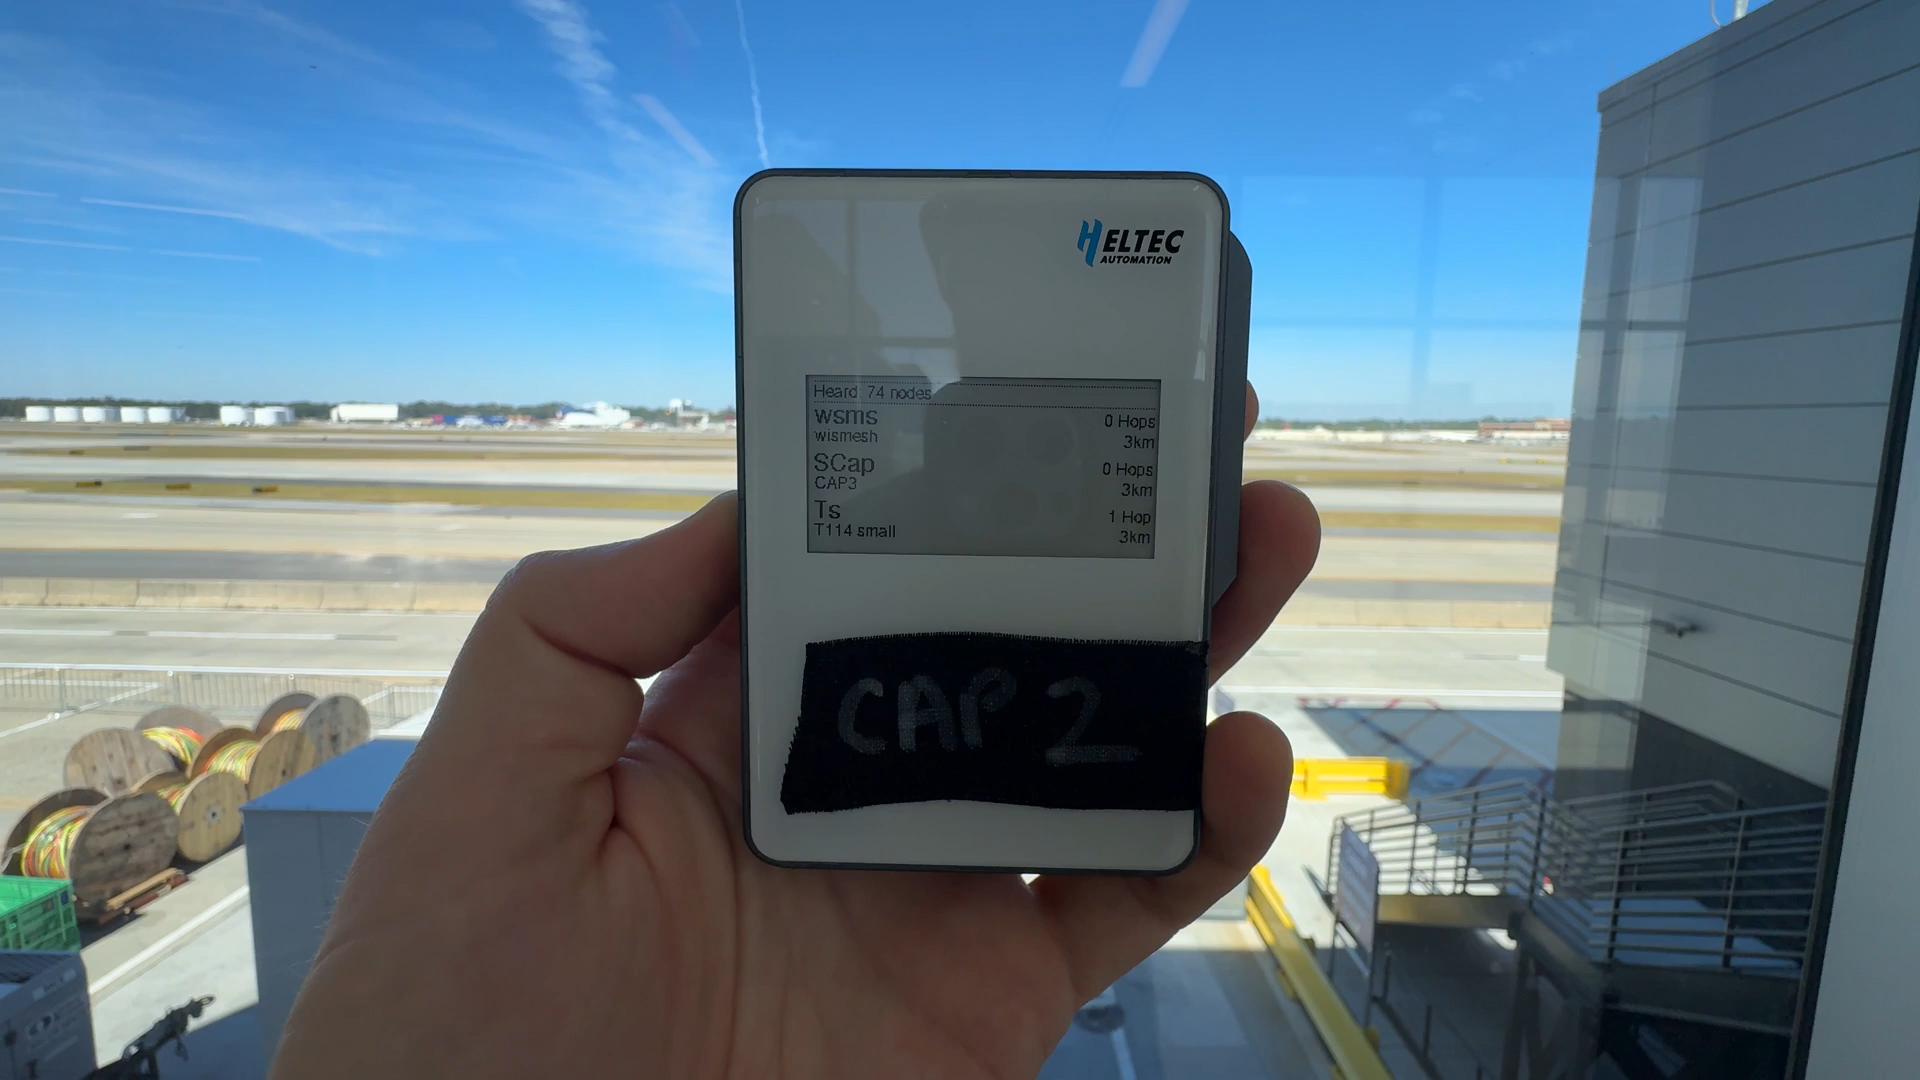 HELTEC
AUTOMATION
Heard: 74 nodes
wsms
0 Hops
wismesh
3km
SCap
0 Hops
CAP3
3km
Ts
1 Hop
T114 small
3km
CAP 2